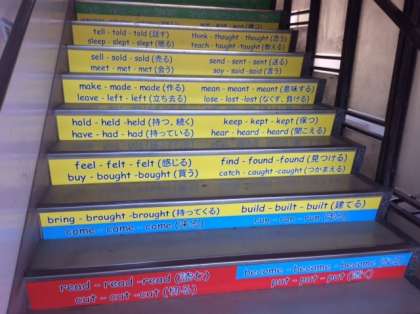 tell - told - told (話す) think - thought - thought (思う)
sleep - slept - slept (眠る) teach - taught - taught (教える)
sell - sold - sold (売る) send - sent - sent (送る)
meet - met - met (会う) say - said - said (言う)
make - made - made (作る) mean - meant - meant (意味する)
leave - left - left (立ち去る) lose - lost - lost (なくす, 負ける)
hold - held - held (持つ, 続く) keep - kept - kept (保つ)
have - had - had (持っている) hear - heard - heard (聞こえる)
feel - felt - felt (感じる) find - found - found (見つける)
buy - bought - bought (買う) catch - caught - caught (つかまえる)
bring - brought - brought (持ってくる) build - built - built (建てる)
come - came - come (来る) run - ran - run (走る)
read - read - read (読む) become - became - become
cut - cut - cut (切る) put - put - put (置く)